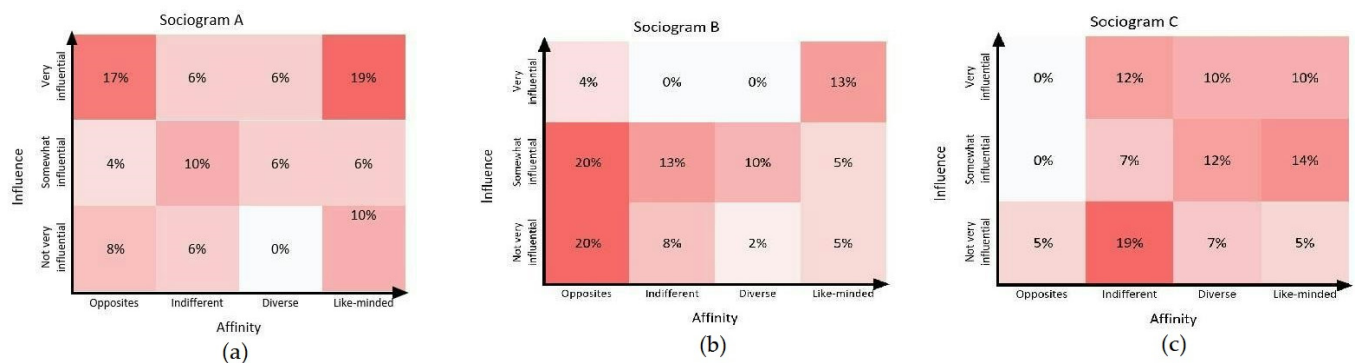 Sociogram A
Influence
Very influential
Somewhat influential
Not very influential
17% 6% 6% 19%
4% 10% 6% 6%
8% 6% 0% 10%
Opposites Indifferent Diverse Like-minded
Affinity
(a)
Sociogram B
Influence
Very influential
Somewhat influential
Not very influential
4% 0% 0% 13%
20% 13% 10% 5%
20% 8% 2% 5%
Opposites Indifferent Diverse Like-minded
Affinity
(b)
Sociogram C
Influence
Very influential
Somewhat influential
Not very influential
0% 12% 10% 10%
0% 7% 12% 14%
5% 19% 7% 5%
Opposites Indifferent Diverse Like-minded
Affinity
(c)